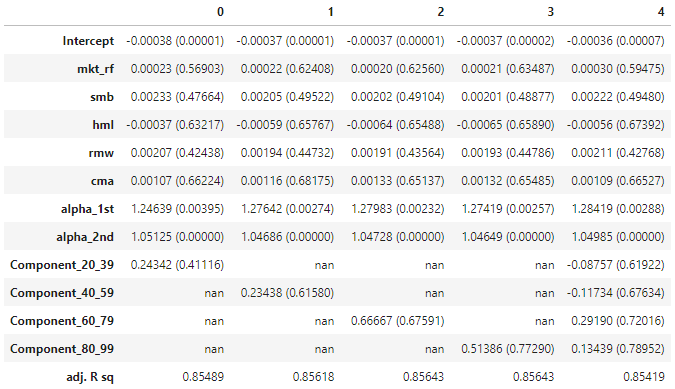 0 1 2 3 4
Intercept -0.00038 (0.00001) -0.00037 (0.00001) -0.00037 (0.00001) -0.00037 (0.00002) -0.00036 (0.00007)
mkt_rf 0.00023 (0.56903) 0.00022 (0.62408) 0.00020 (0.62560) 0.00021 (0.63487) 0.00030 (0.59475)
smb 0.00233 (0.47664) 0.00205 (0.49522) 0.00202 (0.49104) 0.00201 (0.48877) 0.00222 (0.49480)
hml -0.00037 (0.63217) -0.00059 (0.65767) -0.00064 (0.65488) -0.00065 (0.65890) -0.00056 (0.67392)
rmw 0.00207 (0.42438) 0.00194 (0.44732) 0.00191 (0.43564) 0.00193 (0.44786) 0.00211 (0.42768)
cma 0.00107 (0.66224) 0.00116 (0.68175) 0.00133 (0.65137) 0.00132 (0.65485) 0.00109 (0.66527)
alpha_1st 1.24639 (0.00395) 1.27642 (0.00274) 1.27983 (0.00232) 1.27419 (0.00257) 1.28419 (0.00288)
alpha_2nd 1.05125 (0.00000) 1.04686 (0.00000) 1.04728 (0.00000) 1.04649 (0.00000) 1.04985 (0.00000)
Component_20_39 0.24342 (0.41116) nan nan nan -0.08757 (0.61922)
Component_40_59 nan 0.23438 (0.61580) nan nan -0.11734 (0.67634)
Component_60_79 nan nan 0.66667 (0.67591) nan 0.29190 (0.72016)
Component_80_99 nan nan nan 0.51386 (0.77290) 0.13439 (0.78952)
adj. R sq 0.85489 0.85618 0.85643 0.85643 0.85419